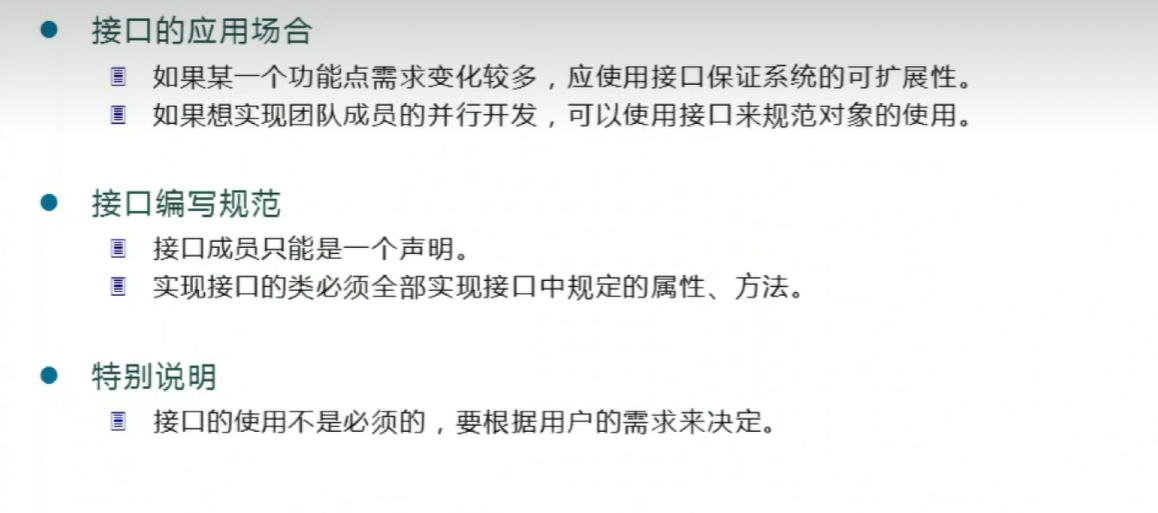 接口的应用场合
如果某一个功能点需求变化较多，应使用接口保证系统的可扩展性。
如果想实现团队成员的并行开发，可以使用接口来规范对象的使用。
接口编写规范
接口成员只能是一个声明。
实现接口的类必须全部实现接口中规定的属性、方法。
特别说明
接口的使用不是必须的，要根据用户的需求来决定。